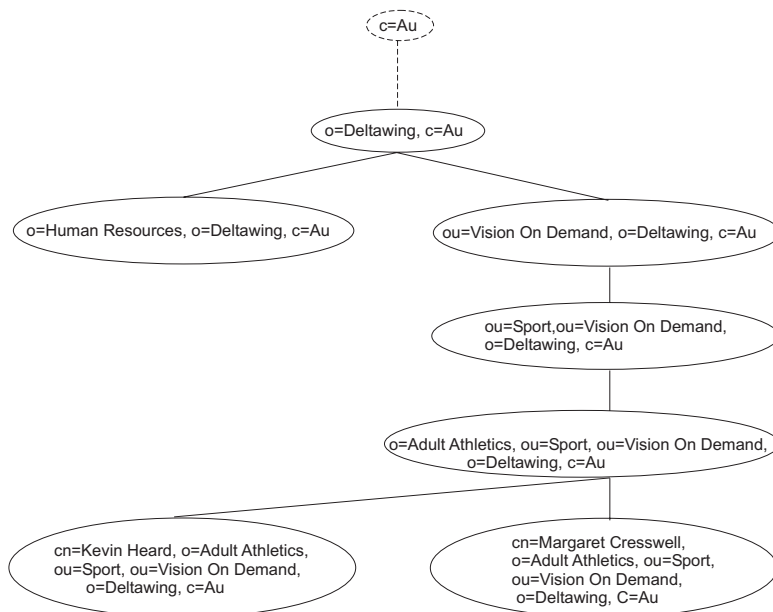 c=Au
o=Deltawing, c=Au
o=Human Resources, o=Deltawing, c=Au
ou=Vision On Demand, o=Deltawing, c=Au
ou=Sport,ou=Vision On Demand,
o=Deltawing, c=Au
o=Adult Athletics, ou=Sport, ou=Vision On Demand,
o=Deltawing, c=Au
cn=Kevin Heard, o=Adult Athletics,
ou=Sport, ou=Vision On Demand,
o=Deltawing, c=Au
cn=Margaret Cresswell,
o=Adult Athletics, ou=Sport,
ou=Vision On Demand,
o=Deltawing, C=Au